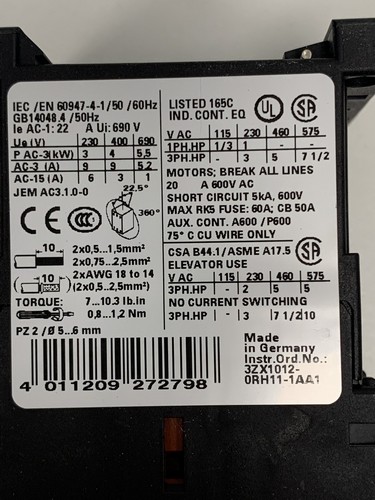 IEC /EN 60947-4-1/50 /60Hz
GB14048.4 /50Hz
Ie AC-1: 22 A Ui: 690 V
Ue (V) 230 400 690
P AC-3(kW) 3 4 5,5
AC-3 (A) 9 9 5.2
AC-15 (A) 6 3 1
JEM AC3.1.0-0
22,5°
360°
CE CCC
10 2x0,5...1,5mm²
2x0,75...2,5mm²
10 2xAWG 18 to 14
(2x0,5...2,5mm²)
TORQUE: 7...10.3 lb.in
0,8...1,2 Nm
PZ 2 / Ø 5...6 mm
4 011209 272798
LISTED 165C
IND. CONT. EQ
UL SA
V AC 115 230 460 575
1PH.HP 1/3 1 - -
3PH.HP - 3 5 7 1/2
MOTORS; BREAK ALL LINES
20 A 600V AC
SHORT CIRCUIT 5kA, 600V
MAX RK5 FUSE: 60A; CB 50A
AUX. CONT. A600 /P600
75° C CU WIRE ONLY
CSA B44.1/ASME A17.5
ELEVATOR USE
SA
V AC 115 230 460 575
3PH.HP - 2 5 5
NO CURRENT SWITCHING
3PH.HP - 3 7 1/2 10
Made
in Germany
Instr.Ord.No.:
3ZX1012-
0RH11-1AA1